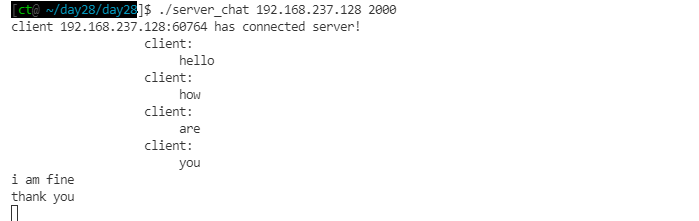 [ct@ ~/day28/day28]$ ./server_chat 192.168.237.128 2000
client 192.168.237.128:60764 has connected server!
client:
hello
client:
how
client:
are
client:
you
i am fine
thank you